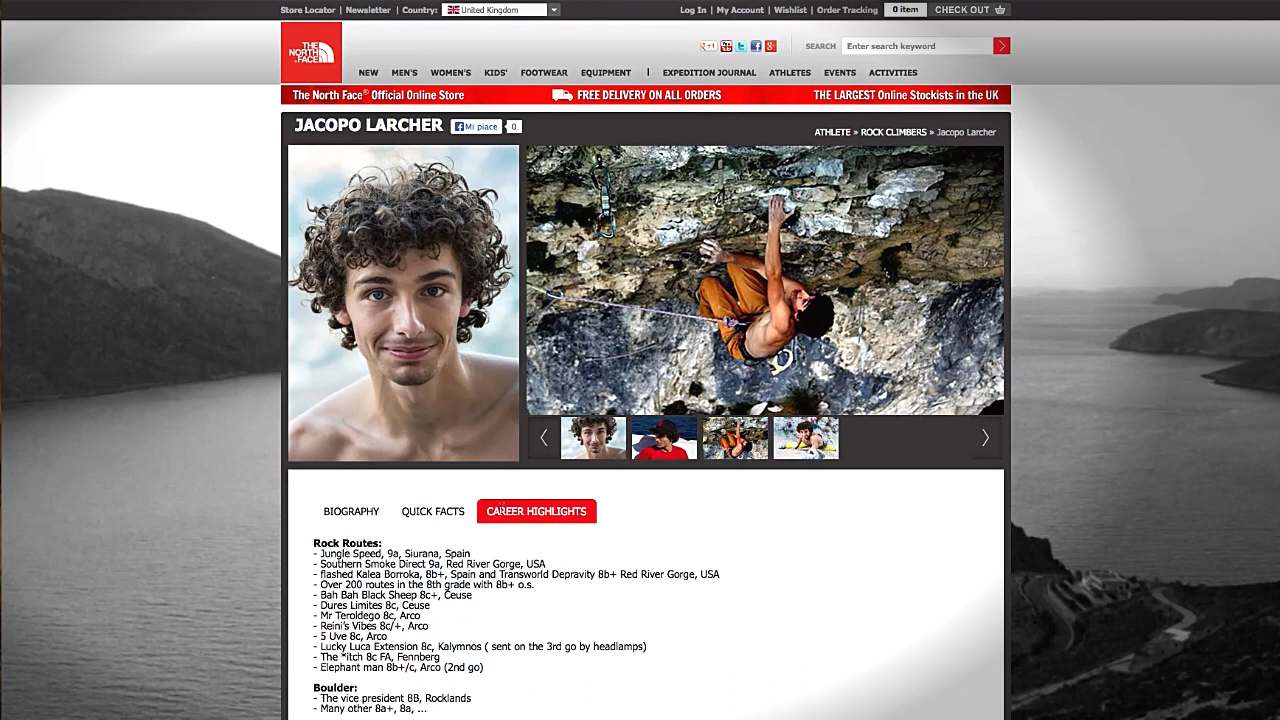 Store Locator | Newsletter | Country: United Kingdom
Log In | My Account | Wishlist | Order Tracking 0 item CHECK OUT
THE NORTH FACE
+1 You Tube t f g+ SEARCH Enter search keyword
NEW MEN'S WOMEN'S KIDS' FOOTWEAR EQUIPMENT | EXPEDITION JOURNAL ATHLETES EVENTS ACTIVITIES
The North Face® Official Online Store FREE DELIVERY ON ALL ORDERS THE LARGEST Online Stockists in the UK
JACOPO LARCHER Mi piace 0
ATHLETE » ROCK CLIMBERS » Jacopo Larcher
BIOGRAPHY QUICK FACTS CAREER HIGHLIGHTS
Rock Routes:
- Jungle Speed, 9a, Siurana, Spain
- Southern Smoke Direct 9a, Red River Gorge, USA
- flashed Kalea Borroka, 8b+, Spain and Transworld Depravity 8b+ Red River Gorge, USA
- Over 200 routes in the 8th grade with 8b+ o.s.
- Bah Bah Black Sheep 8c+, Ceuse
- Dures Limites 8c, Ceuse
- Mr Teroldego 8c, Arco
- Reini's Vibes 8c/+, Arco
- 5 Uve 8c, Arco
- Lucky Luca Extension 8c, Kalymnos ( sent on the 3rd go by headlamps)
- The *itch 8c FA, Fennberg
- Elephant man 8b+/c, Arco (2nd go)
Boulder:
- The vice president 8B, Rocklands
- Many other 8a+, 8a, ...